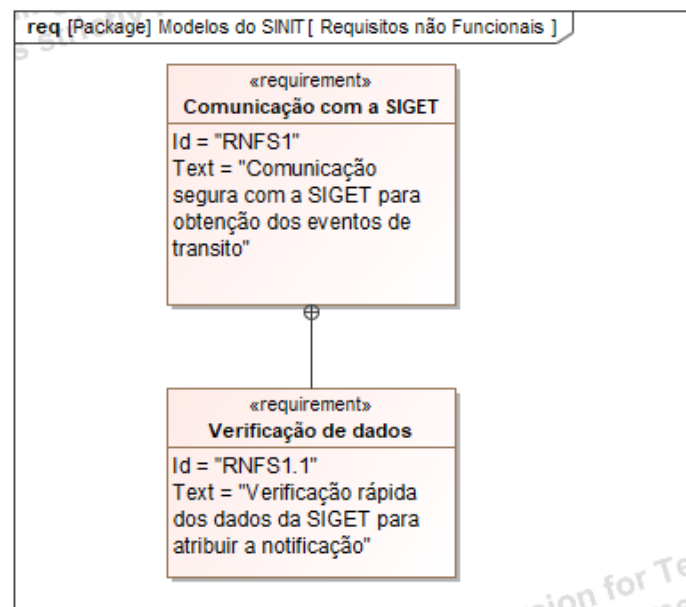 req [Package] Modelos do SINIT[ Requisitos não Funcionais ]
«requirement»
Comunicação com a SIGET
Id = "RNFS1"
Text = "Comunicação
segura com a SIGET para
obtenção dos eventos de
transito"
«requirement»
Verificação de dados
Id = "RNFS1.1"
Text = "Verificação rápida
dos dados da SIGET para
atribuir a notificação"
for Te